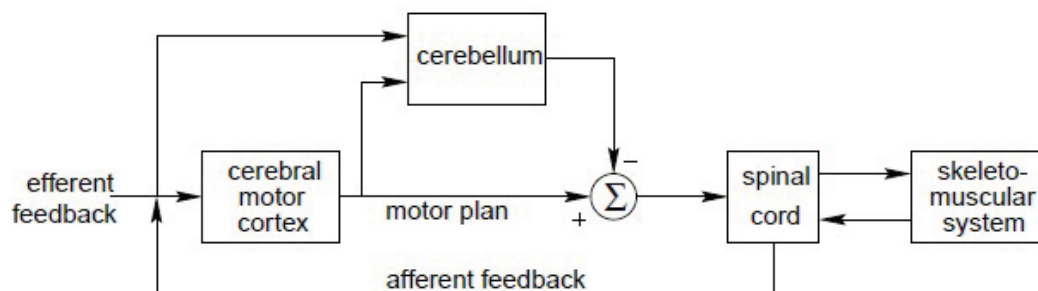 cerebellum
efferent
feedback
cerebral
motor
cortex
motor plan
−
+
Σ
spinal
cord
skeleto-
muscular
system
afferent feedback